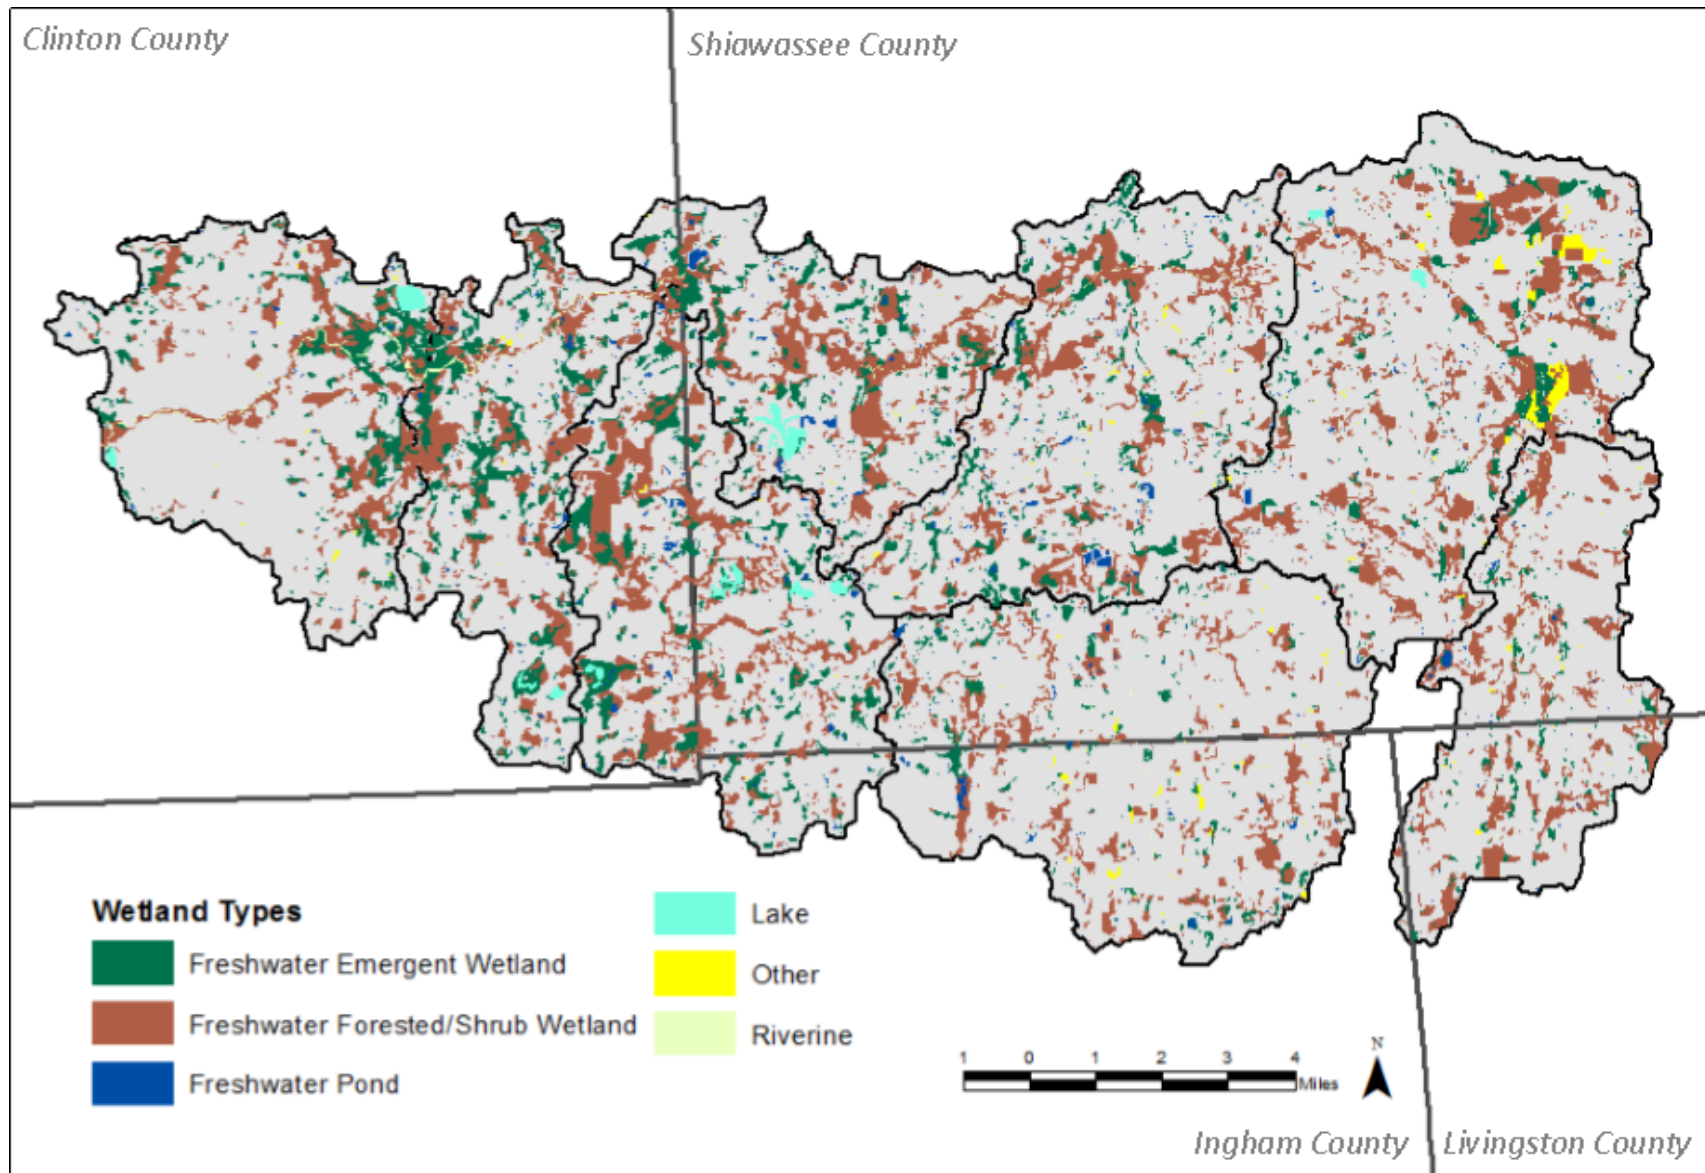 Clinton County
Shiawassee County
Wetland Types
Freshwater Emergent Wetland
Freshwater Forested/Shrub Wetland
Freshwater Pond
Lake
Other
Riverine
1 0 1 2 3 4
Miles
N
Ingham County
Livingston County